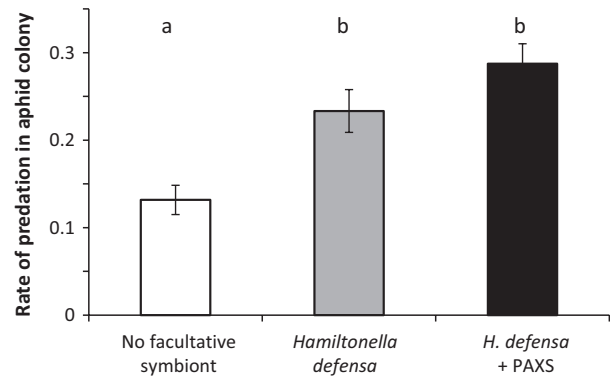 a
b
b
Rate of predation in aphid colony
0.3
0.2
0.1
0
No facultative
symbiont
Hamiltonella
defensa
H. defensa
+ PAXS